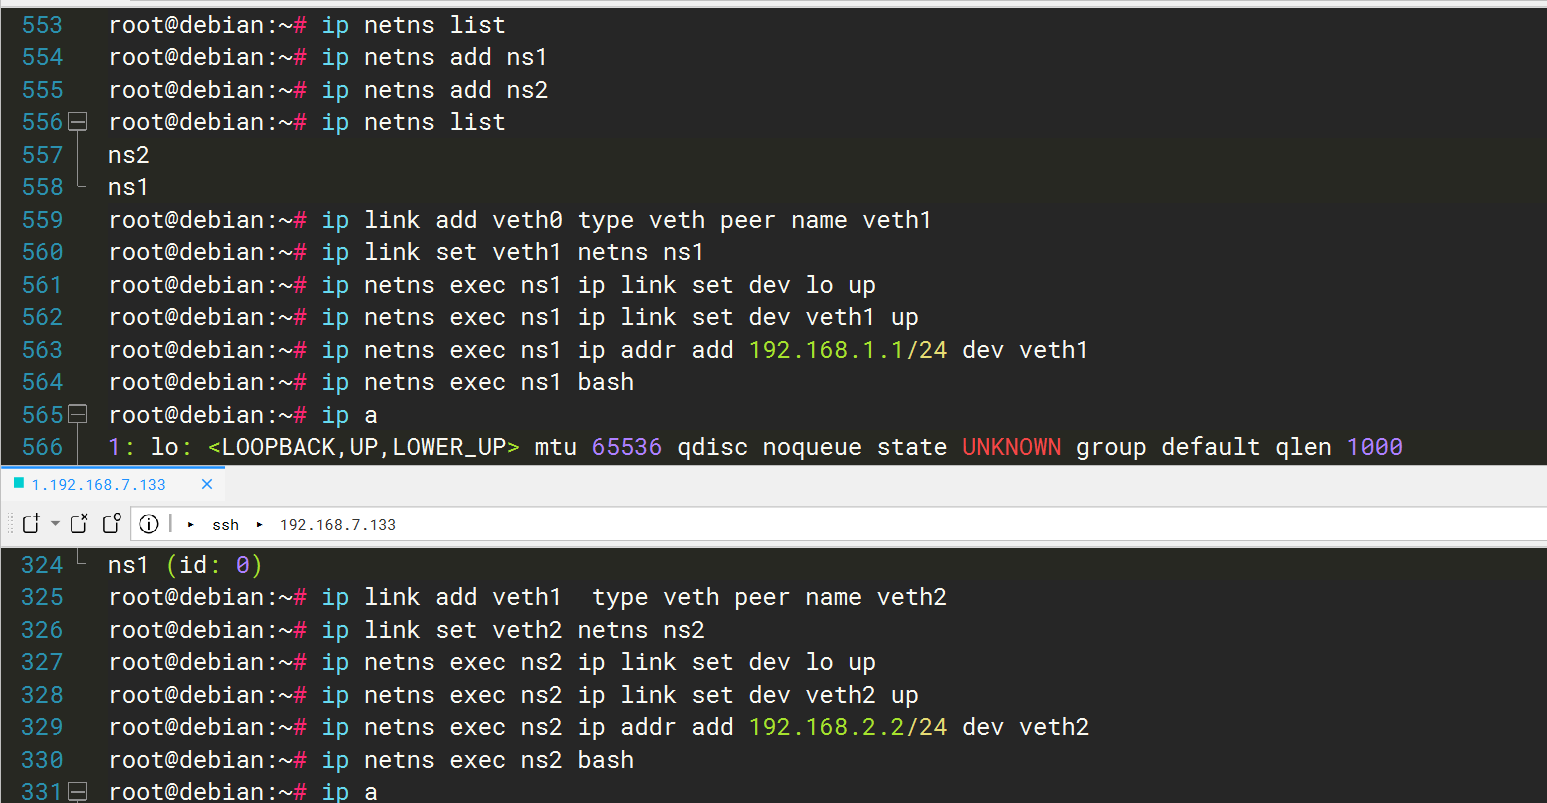 553 root@debian:~# ip netns list
554 root@debian:~# ip netns add ns1
555 root@debian:~# ip netns add ns2
556 root@debian:~# ip netns list
557 ns2
558 ns1
559 root@debian:~# ip link add veth0 type veth peer name veth1
560 root@debian:~# ip link set veth1 netns ns1
561 root@debian:~# ip netns exec ns1 ip link set dev lo up
562 root@debian:~# ip netns exec ns1 ip link set dev veth1 up
563 root@debian:~# ip netns exec ns1 ip addr add 192.168.1.1/24 dev veth1
564 root@debian:~# ip netns exec ns1 bash
565 root@debian:~# ip a
566 1: lo: <LOOPBACK,UP,LOWER_UP> mtu 65536 qdisc noqueue state UNKNOWN group default qlen 1000
1.192.168.7.133
ssh 192.168.7.133
324 ns1 (id: 0)
325 root@debian:~# ip link add veth1  type veth peer name veth2
326 root@debian:~# ip link set veth2 netns ns2
327 root@debian:~# ip netns exec ns2 ip link set dev lo up
328 root@debian:~# ip netns exec ns2 ip link set dev veth2 up
329 root@debian:~# ip netns exec ns2 ip addr add 192.168.2.2/24 dev veth2
330 root@debian:~# ip netns exec ns2 bash
331 root@debian:~# ip a